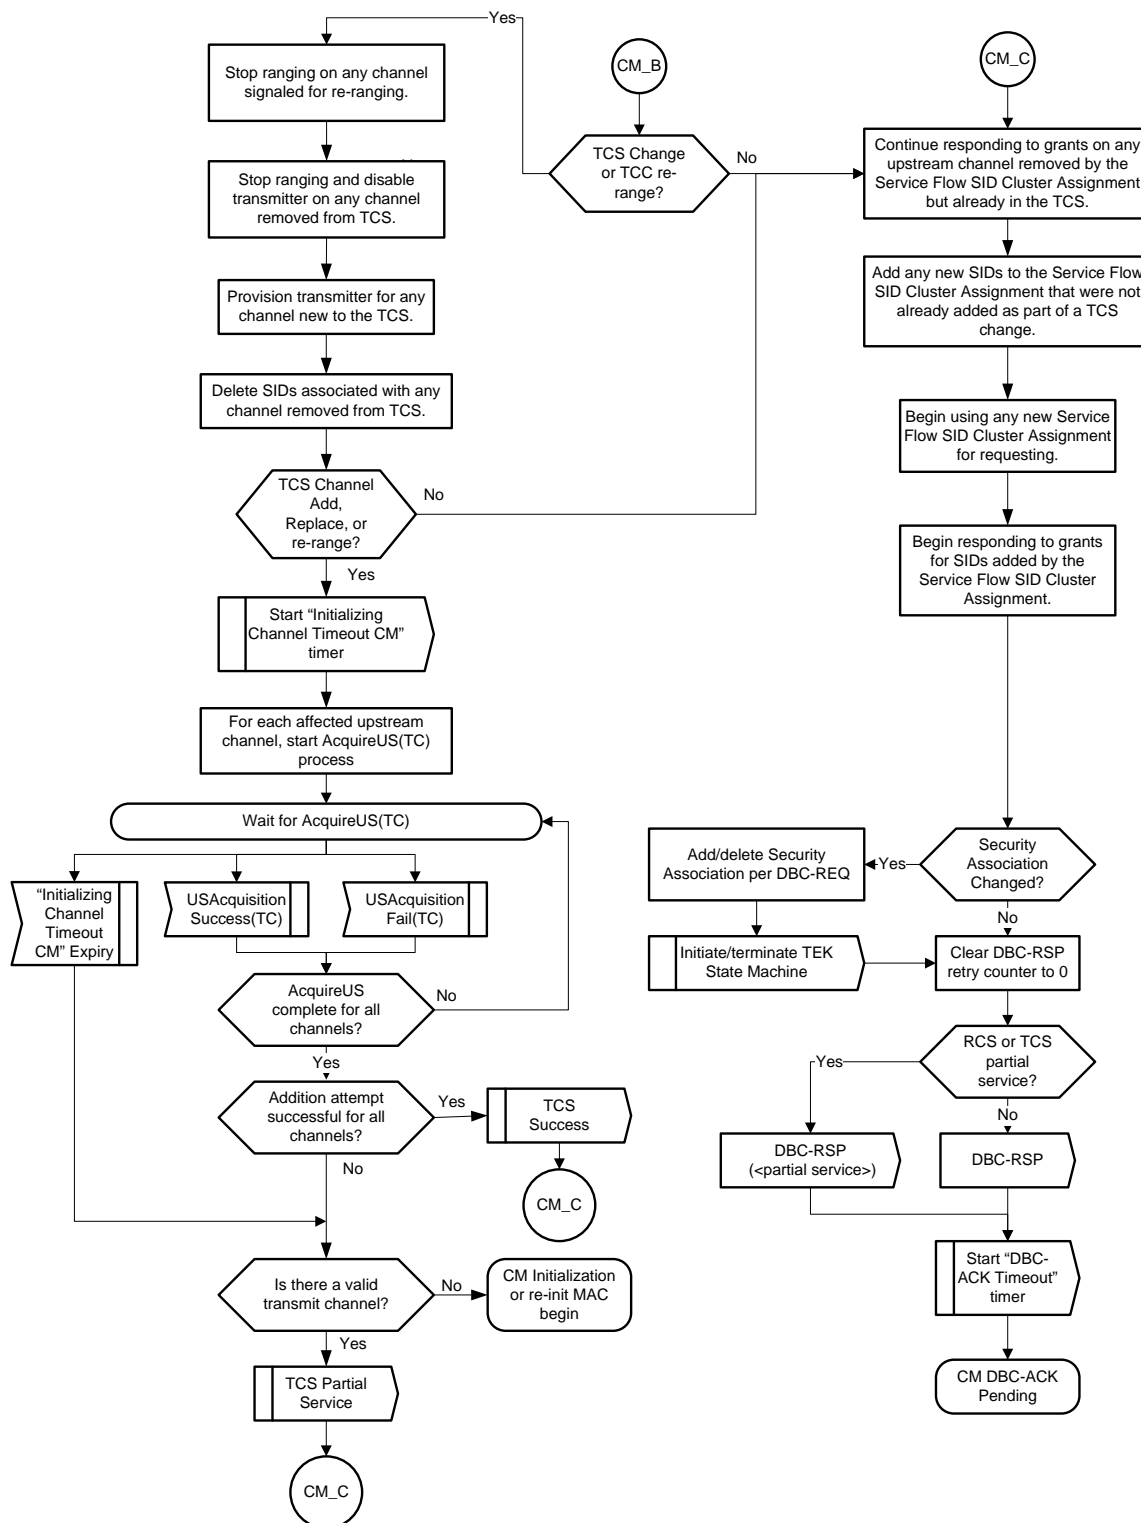 Yes
Stop ranging on any channel
signaled for re-ranging.
CM_B
CM_C
TCS Change
or TCC re-
range?
No
Continue responding to grants on any
upstream channel removed by the
Service Flow SID Cluster Assignment
but already in the TCS.
Stop ranging and disable
transmitter on any channel
removed from TCS.
Add any new SIDs to the Service Flow
SID Cluster Assignment that were not
already added as part of a TCS
change.
Provision transmitter for any
channel new to the TCS.
Delete SIDs associated with any
channel removed from TCS.
Begin using any new Service
Flow SID Cluster Assignment
for requesting.
TCS Channel
Add,
Replace, or
re-range?
No
Yes
Begin responding to grants
for SIDs added by the
Service Flow SID Cluster
Assignment.
Start “Initializing
Channel Timeout CM”
timer
For each affected upstream
channel, start AcquireUS(TC)
process
Wait for AcquireUS(TC)
“Initializing
Channel
Timeout
CM” Expiry
USAcquisition
Success(TC)
USAcquisition
Fail(TC)
AcquireUS
complete for all
channels?
No
Yes
Addition attempt
successful for all
channels?
Yes
TCS
Success
CM_C
No
Is there a valid
transmit channel?
No
CM Initialization
or re-init MAC
begin
Yes
TCS Partial
Service
CM_C
Security
Association
Changed?
Yes
Add/delete Security
Association per DBC-REQ
No
Initiate/terminate TEK
State Machine
Clear DBC-RSP
retry counter to 0
RCS or TCS
partial
service?
Yes
No
DBC-RSP
(<partial service>)
DBC-RSP
Start “DBC-
ACK Timeout”
timer
CM DBC-ACK
Pending